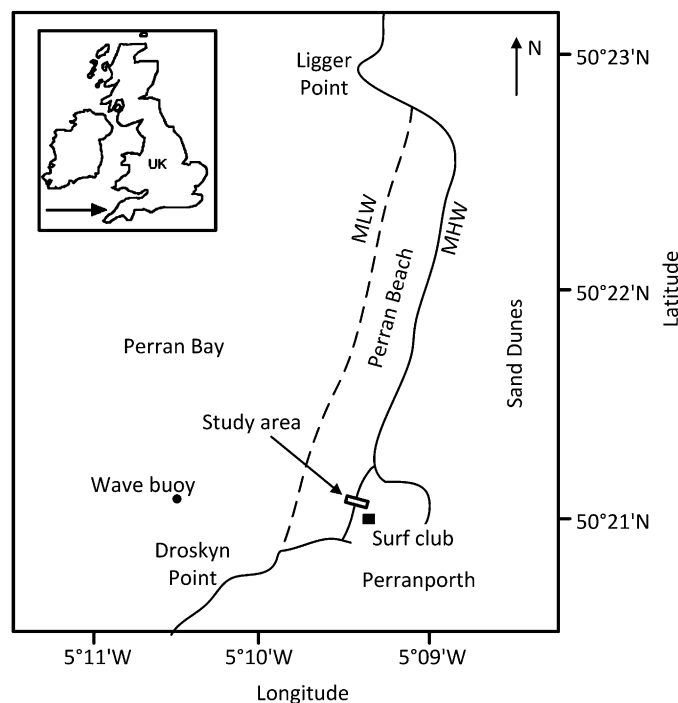 Ligger
Point
N
50°23'N
UK
MLW
MHW
Perran Beach
50°22'N
Latitude
Sand Dunes
Perran Bay
Study area
Wave buoy
50°21'N
Surf club
Droskyn
Point
Perranporth
5°11'W
5°10'W
5°09'W
Longitude